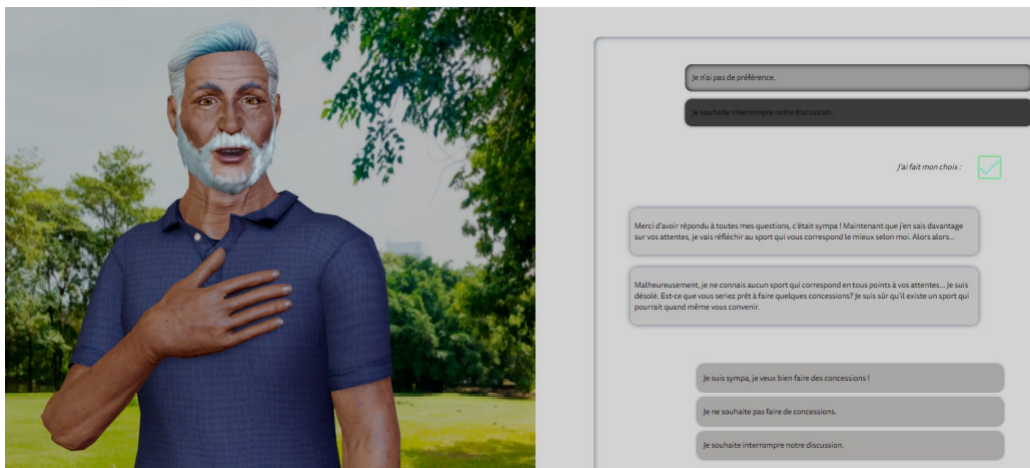 Je n'ai pas de préférence.
Je souhaite interrompre notre discussion.
J'ai fait mon choix :
Merci d'avoir répondu à toutes mes questions, c'était sympa ! Maintenant que j'en sais davantage
sur vos attentes, je vais réfléchir au sport qui vous correspond le mieux selon moi. Alors alors...
Malheureusement, je ne connais aucun sport qui correspond en tous points à vos attentes... Je suis
désolé. Est-ce que vous seriez prêt à faire quelques concessions? Je suis sûr qu'il existe un sport qui
pourrait quand même vous convenir.
Je suis sympa, je veux bien faire des concessions !
Je ne souhaite pas faire de concessions.
Je souhaite interrompre notre discussion.